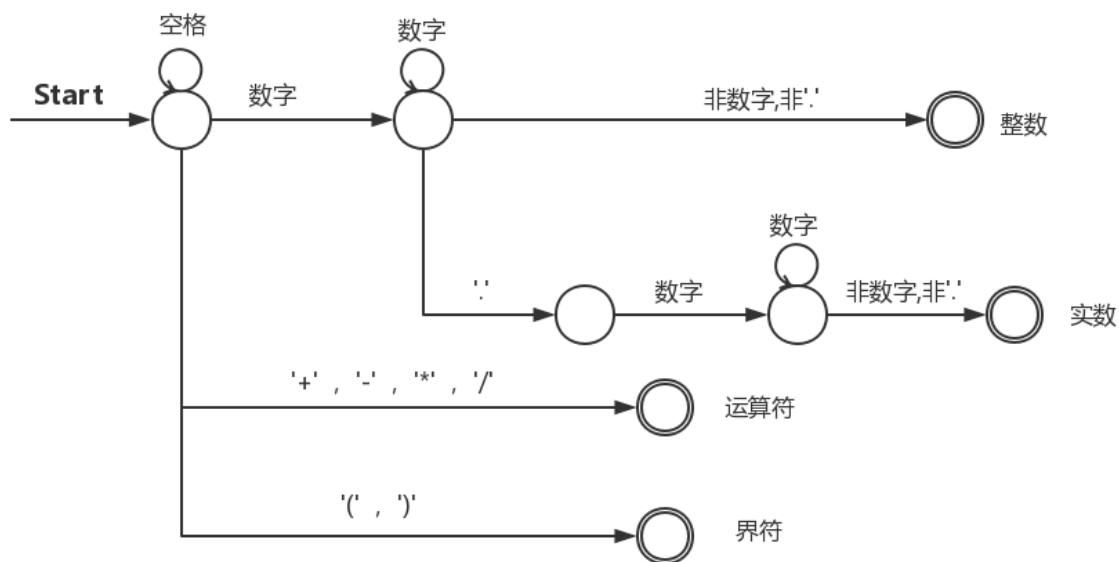 空格
数字
Start
数字
非数字,非'.'
整数
数字
'.'
数字
非数字,非'.'
实数
'+' , '-' , '*' , '/'
运算符
'(' , ')'
界符